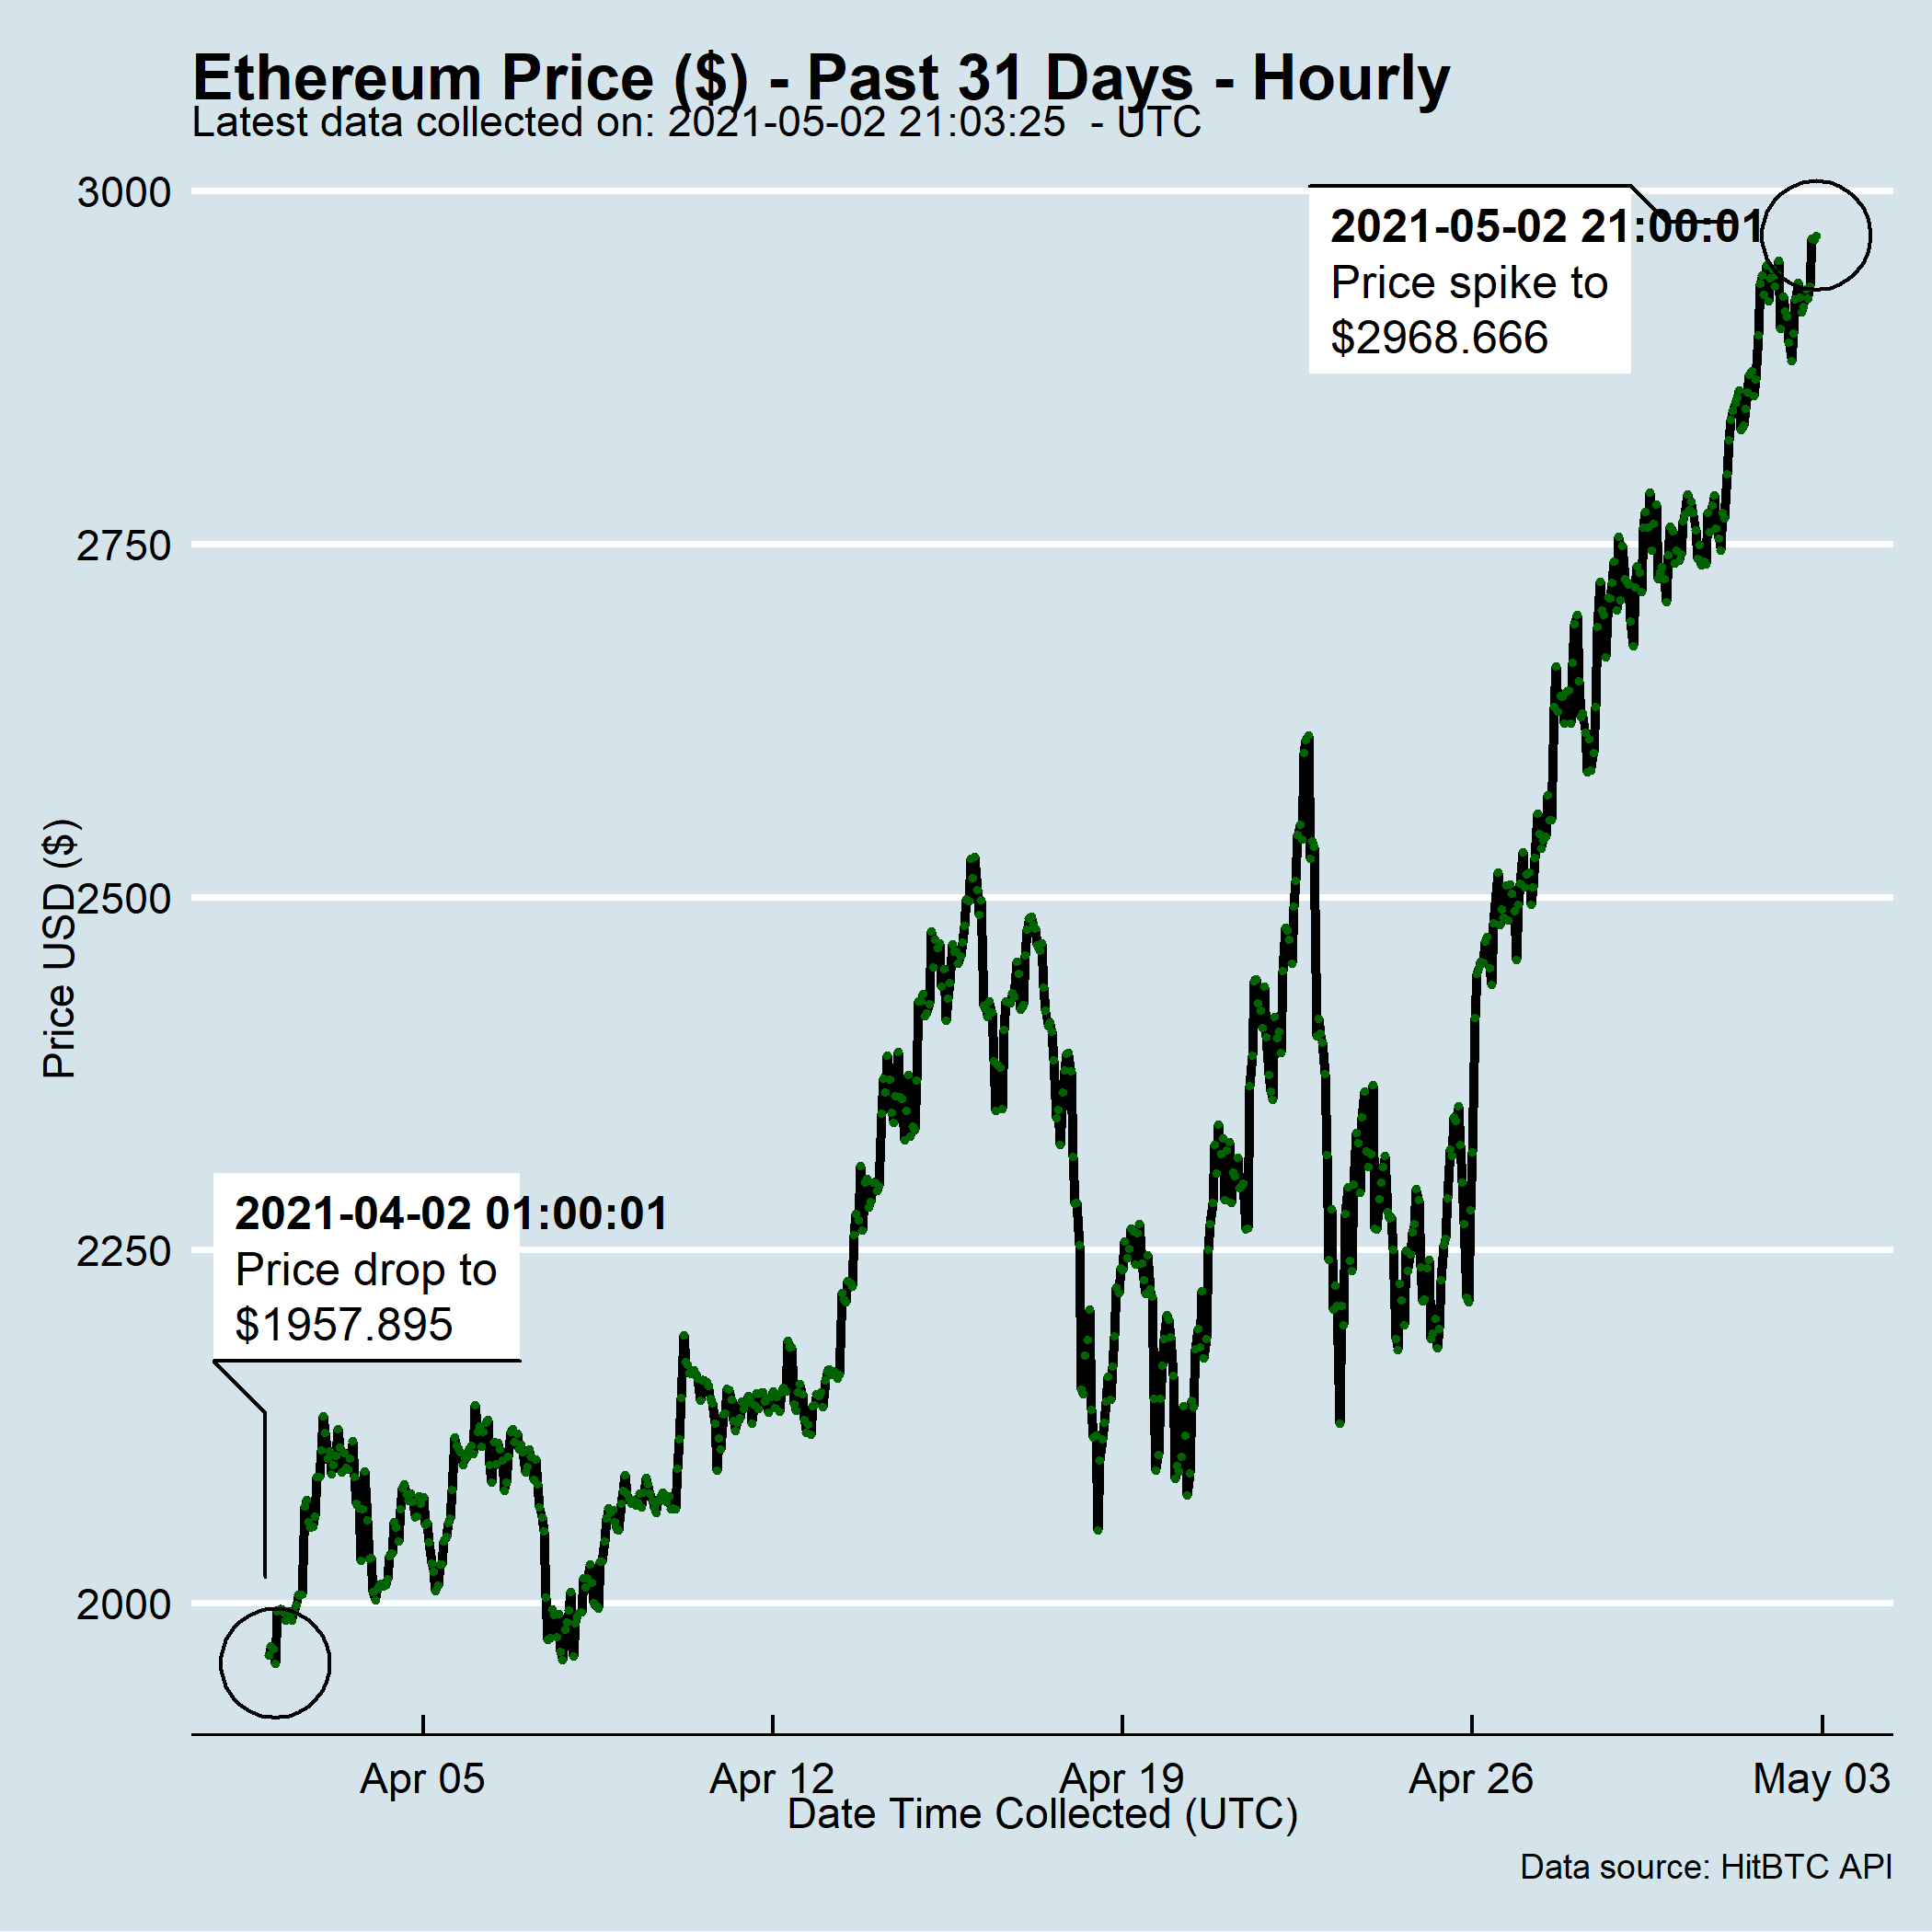 Ethereum Price ($) - Past 31 Days - Hourly
Latest data collected on: 2021-05-02 21:03:25  - UTC
3000
2021-05-02 21:00:01
Price spike to
$2968.666
2750
2500
Price USD ($)
2021-04-02 01:00:01
2250
Price drop to
$1957.895
2000
Apr 05
Apr 12
Apr 19
Apr 26
May 03
Date Time Collected (UTC)
Data source: HitBTC API